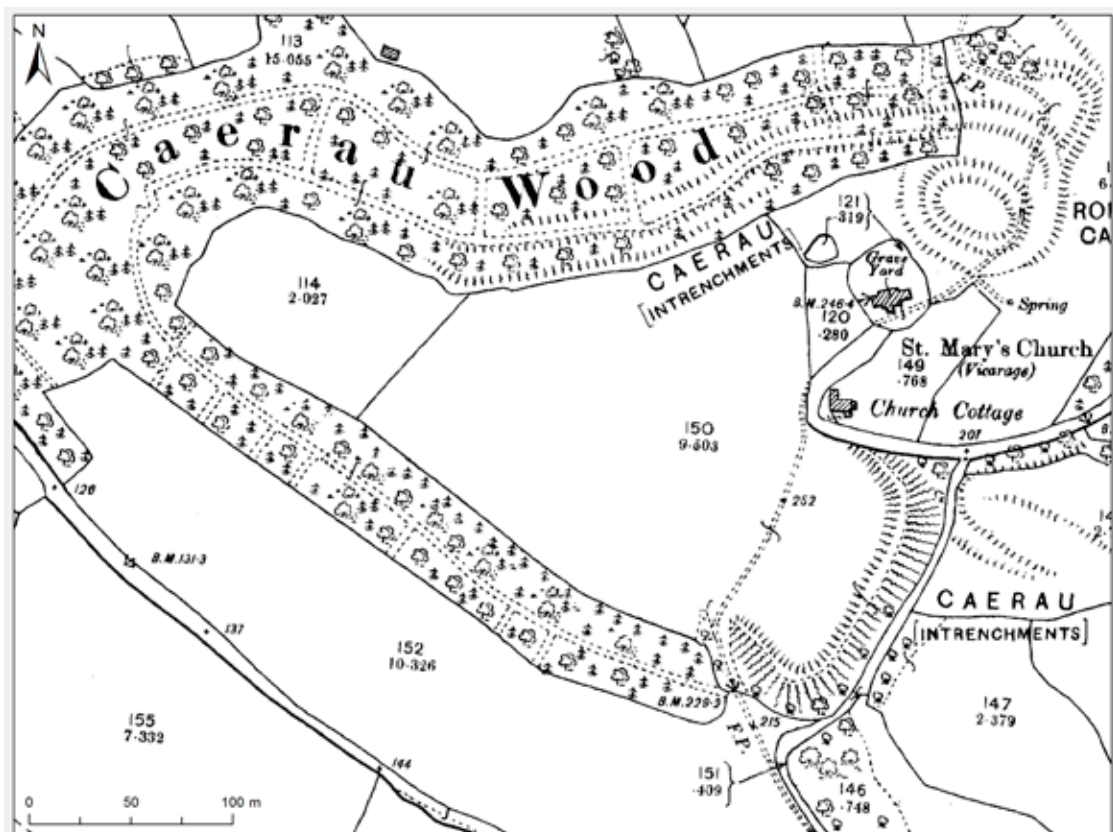 N
113
15·055
F.P.
Caerau Wood
121
·319
CAERAU
[INTRENCHMENTS]
Grave
Yard
B.M.246·4
120
·280
Spring
114
2·027
St. Mary's Church
(Vicarage)
149
·768
Church Cottage
207
150
9·503
252
126
B.M.131·3
137
152
10·326
CAERAU
[INTRENCHMENTS]
147
2·379
B.M.229·3
F.P.
215
155
7·332
151
·409
146
·748
144
0 50 100 m